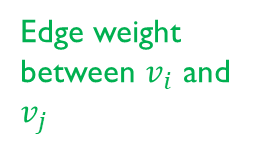 Edge weight
between 𝑣ᵢ and
𝑣ⱼ